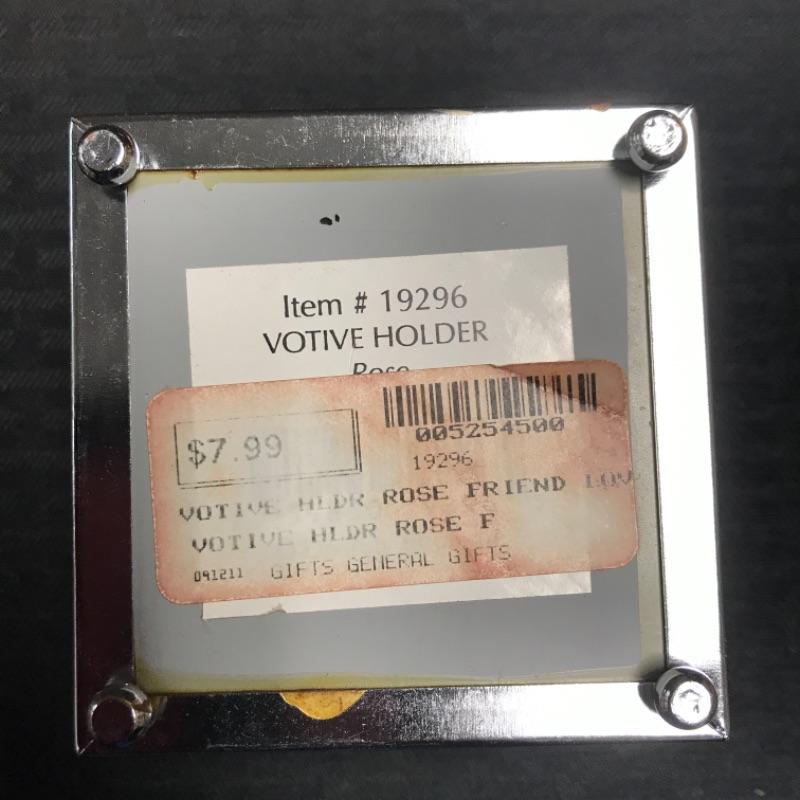 Item # 19296
VOTIVE HOLDER
Rose
$7.99
005254500
19296
VOTIVE HLDR ROSE FRIEND LOV
VOTIVE HLDR ROSE F
091211 GIFTS GENERAL GIFTS